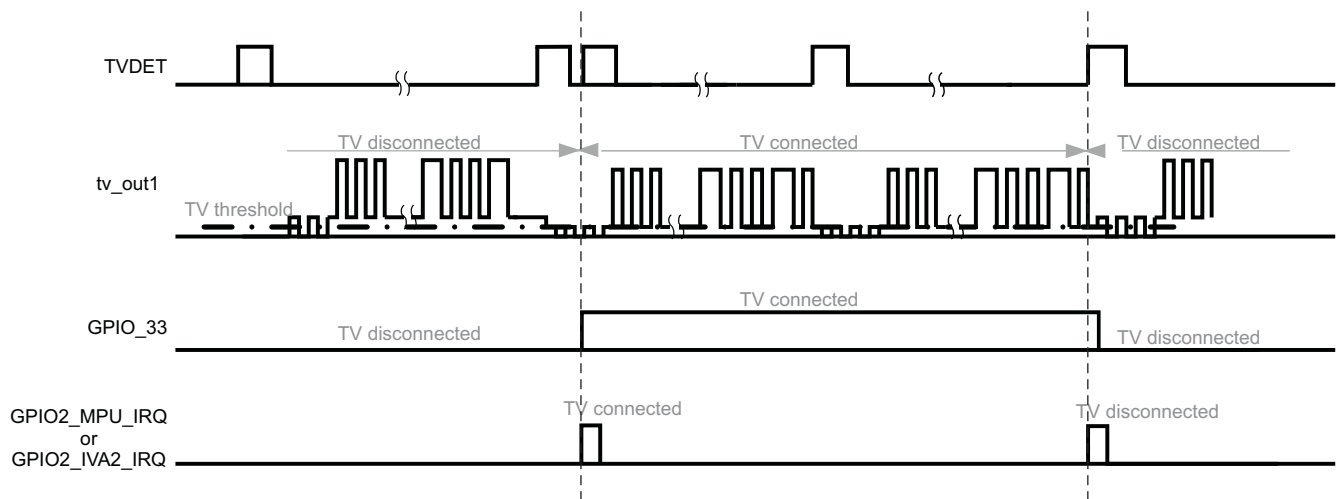 TVDET
TV disconnected
TV connected
TV disconnected
tv_out1
TV threshold
TV connected
GPIO_33
TV disconnected
TV disconnected
TV connected
TV disconnected
GPIO2_MPU_IRQ
or
GPIO2_IVA2_IRQ